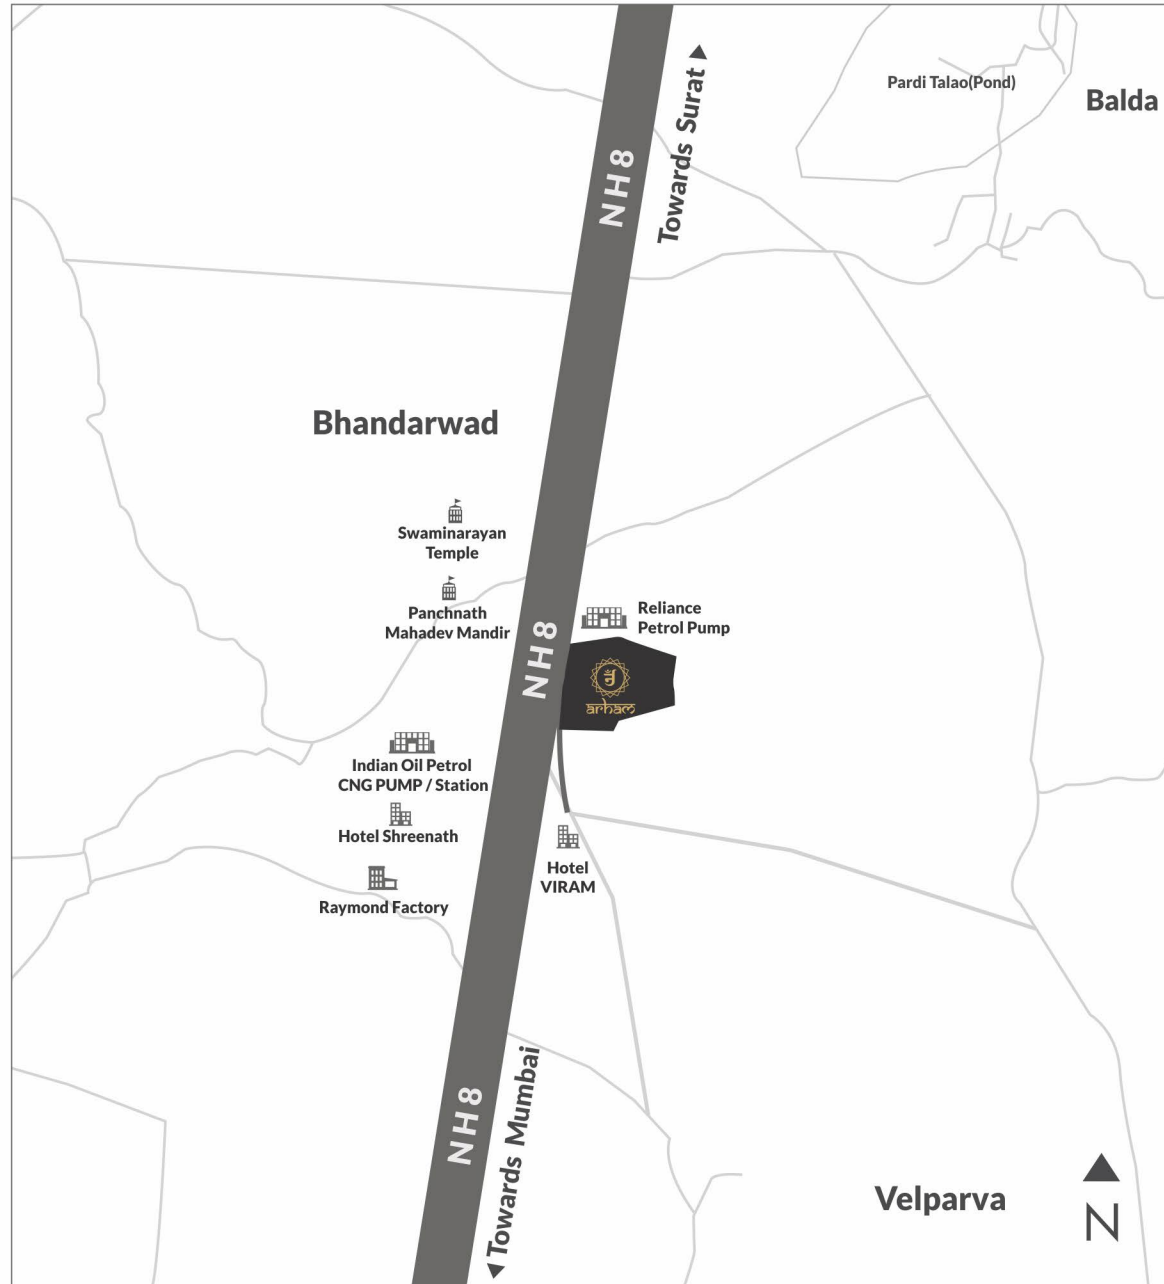 Pardi Talao(Pond)
Balda
Towards Surat
NH8
Bhandarwad
Swaminarayan
Temple
Panchnath
Mahadev Mandir
Reliance
Petrol Pump
NH8
arham
Indian Oil Petrol
CNG PUMP / Station
Hotel Shreenath
Hotel
VIRAM
Raymond Factory
NH8
Towards Mumbai
Velparva
N